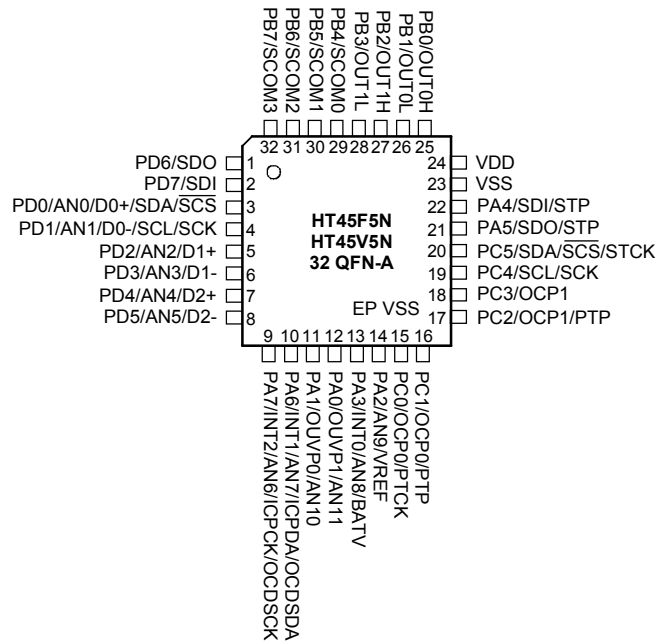 PB7/SCOM3
PB6/SCOM2
PB5/SCOM1
PB4/SCOM0
PB3/OUT1L
PB2/OUT1H
PB1/OUT0L
PB0/OUT0H
32 31 30 29 28 27 26 25
PD6/SDO 1
PD7/SDI 2
PD0/AN0/D0+/SDA/SCS 3
PD1/AN1/D0-/SCL/SCK 4
PD2/AN2/D1+ 5
PD3/AN3/D1- 6
PD4/AN4/D2+ 7
PD5/AN5/D2- 8
HT45F5N
HT45V5N
32 QFN-A
EP VSS
24 VDD
23 VSS
22 PA4/SDI/STP
21 PA5/SDO/STP
20 PC5/SDA/SCS/STCK
19 PC4/SCL/SCK
18 PC3/OCP1
17 PC2/OCP1/PTP
9 10 11 12 13 14 15 16
PA7/INT2/AN6/ICPCK/OCDSCK
PA6/INT1/AN7/ICPDA/OCDSDA
PA1/OUVP0/AN10
PA0/OUVP1/AN11
PA3/INT0/AN8/BATV
PA2/AN9/VREF
PC0/OCP0/PTCK
PC1/OCP0/PTP